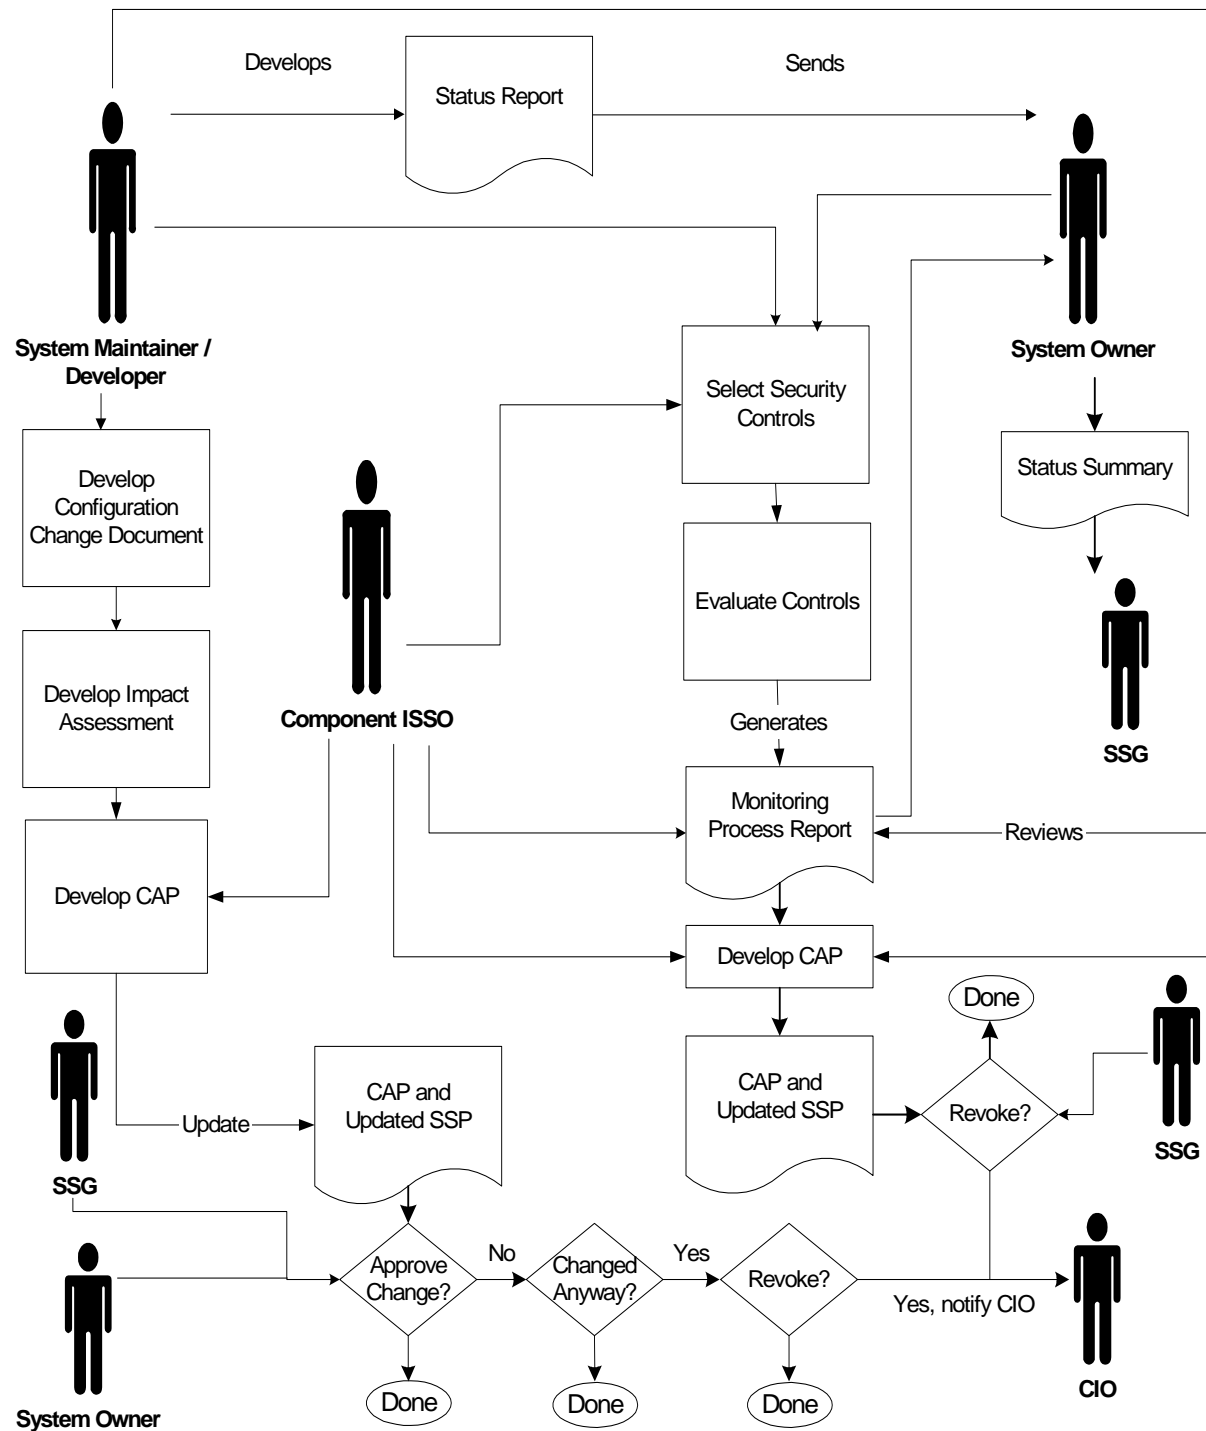 Develops
Sends
Status Report
System Maintainer /
Developer
System Owner
Select Security
Controls
Status Summary
Develop
Configuration
Change Document
Evaluate Controls
Develop Impact
Assessment
Component ISSO
Generates
SSG
Monitoring
Process Report
Reviews
Develop CAP
Develop CAP
Done
CAP and
Updated SSP
CAP and
Updated SSP
Revoke?
Update
SSG
SSG
Approve
Change?
No
Changed
Anyway?
Yes
Revoke?
Yes, notify CIO
Done
Done
Done
CIO
System Owner